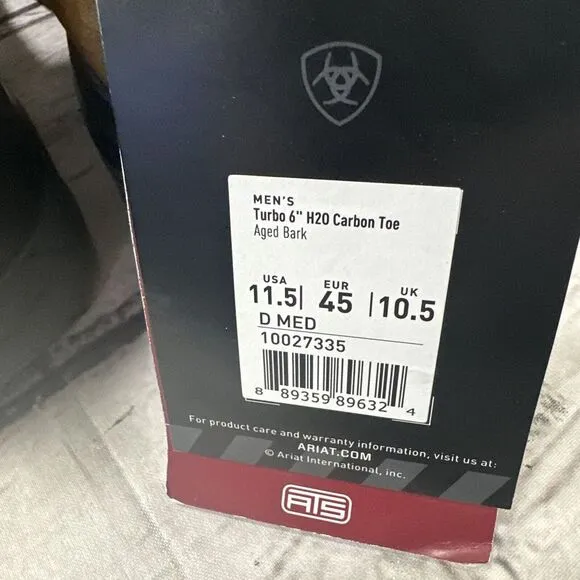 MEN'S
Turbo 6" H20 Carbon Toe
Aged Bark
USA EUR UK
11.5| 45 |10.5
D MED
10027335
8 89359 89632 4
For product care and warranty information, visit us at:
ARIAT.COM
© Ariat International, inc.
ATS